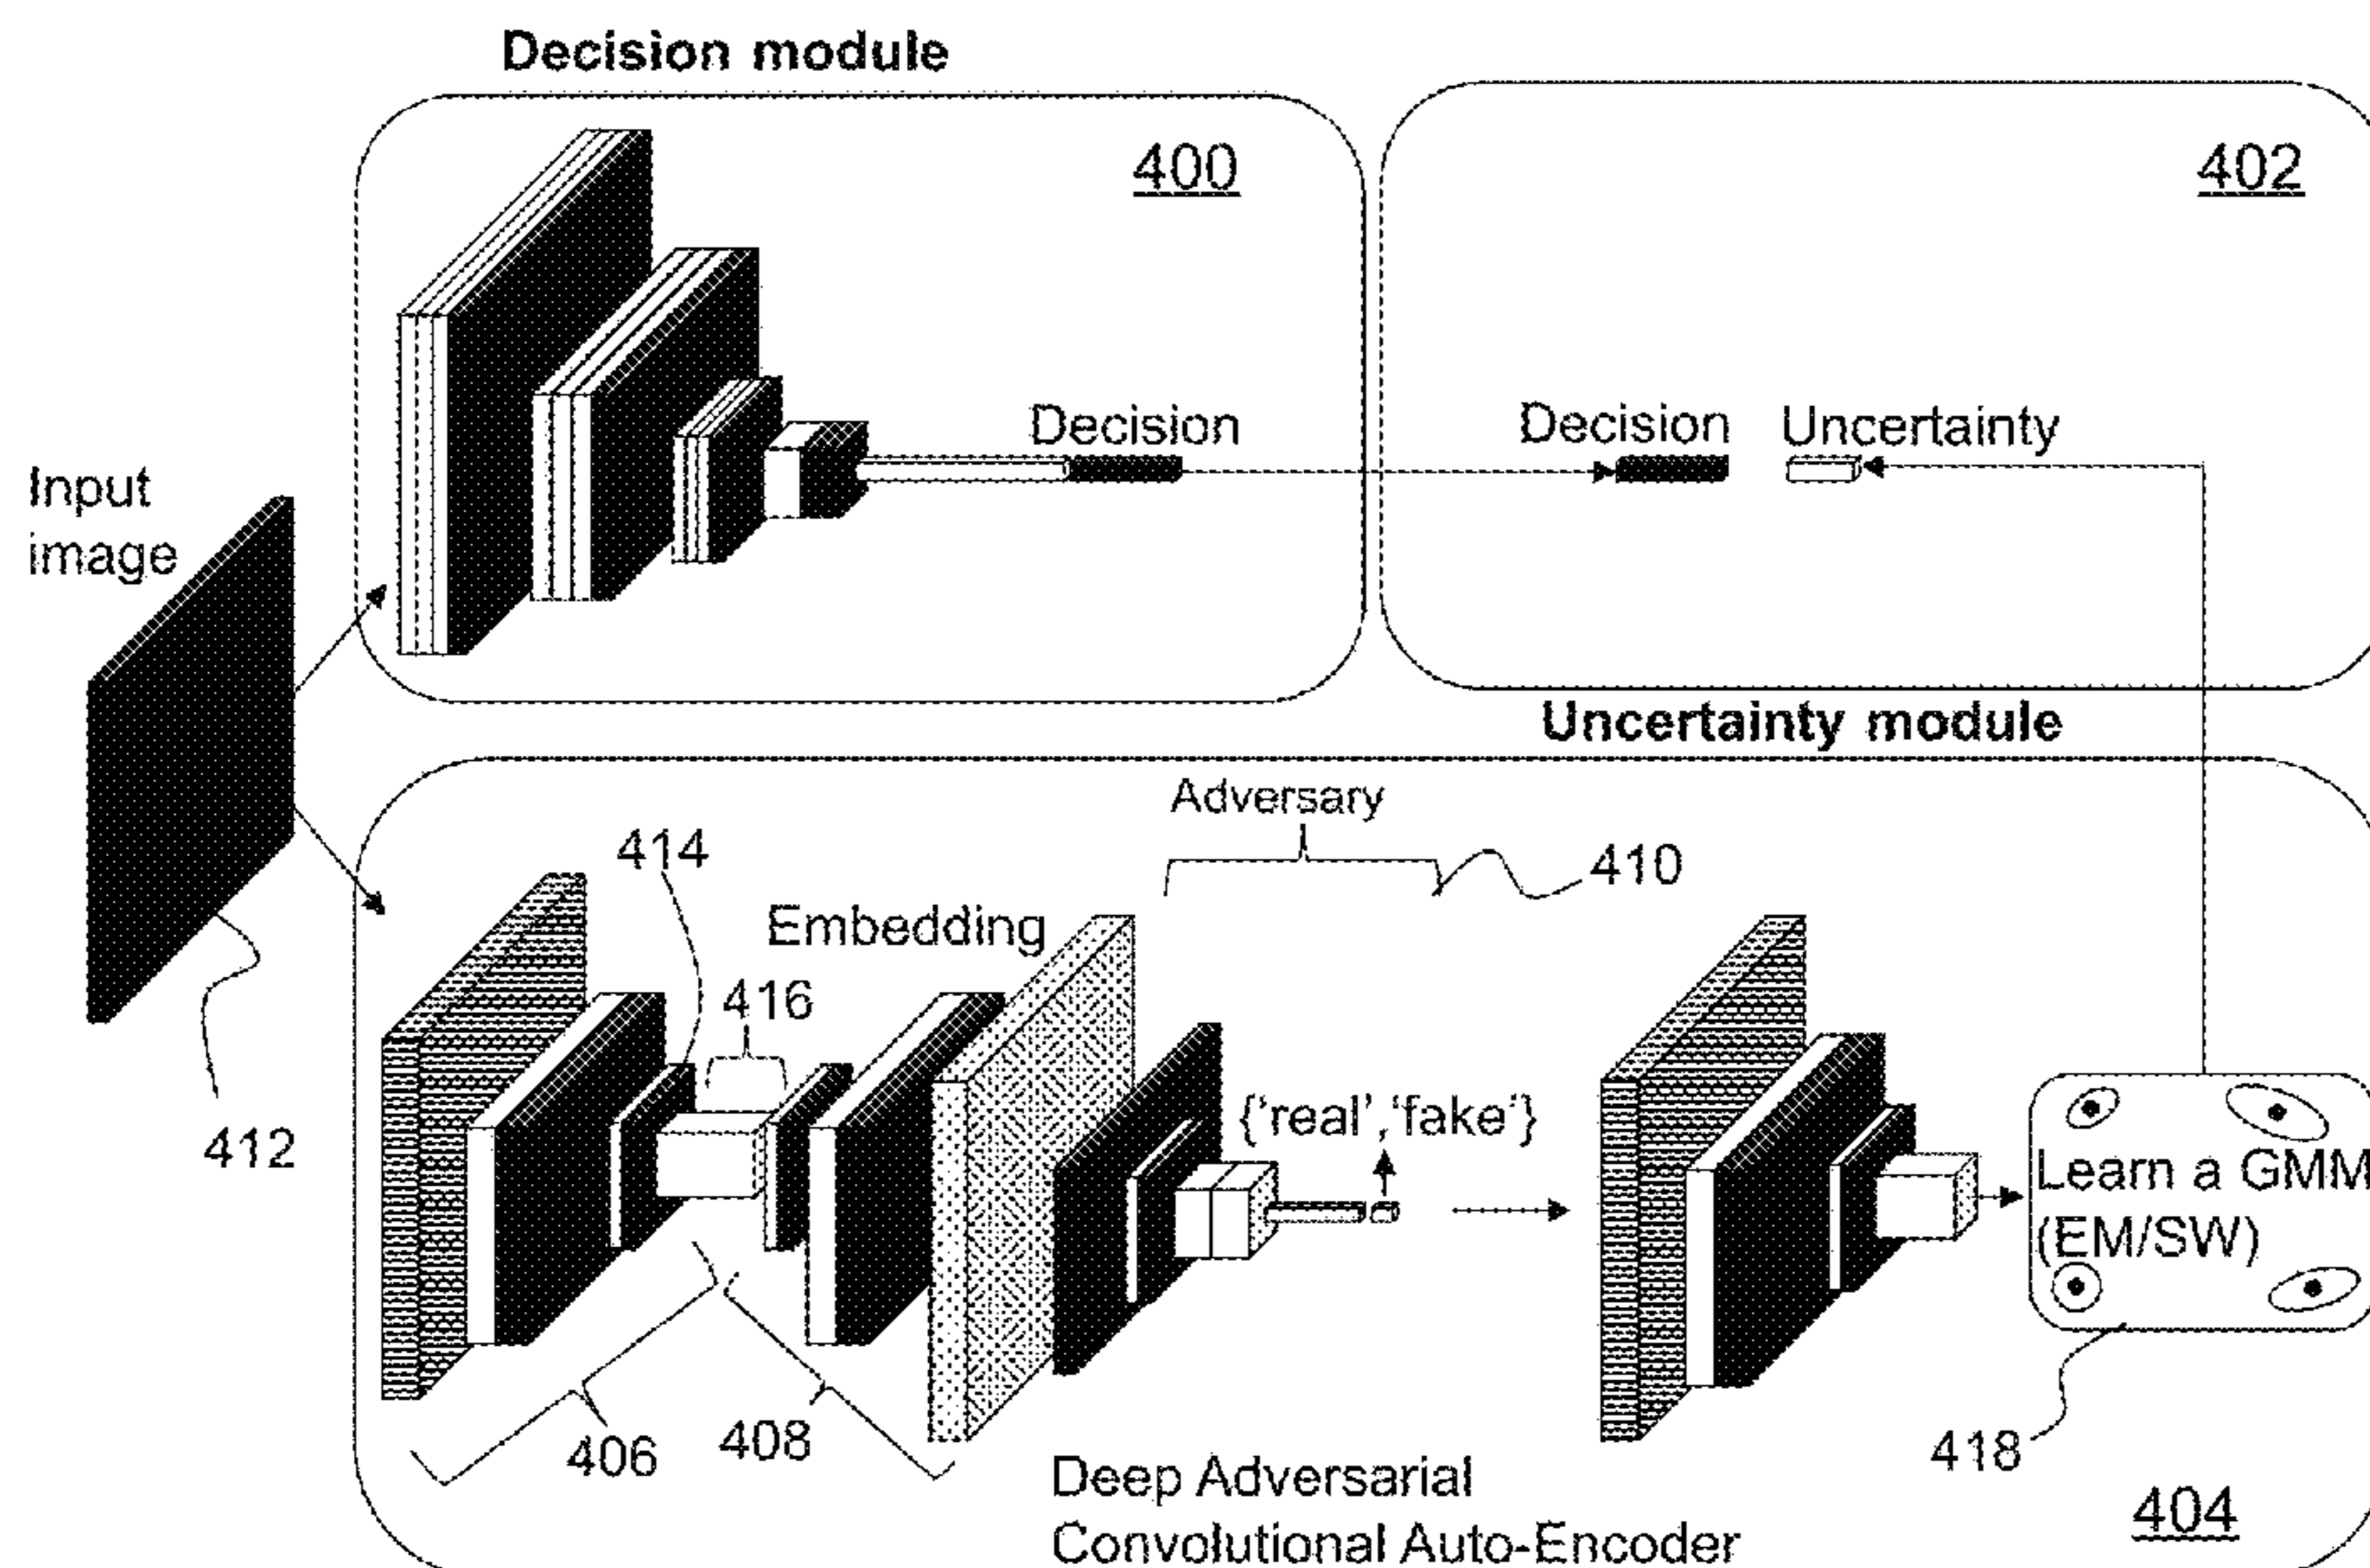 Decision module
400
402
Input
image
Decision
Decision
Uncertainty
Uncertainty module
Adversary
414
410
Embedding
416
{'real','fake'}
412
Learn a GMM
(EM/SW)
406
408
418
Deep Adversarial
Convolutional Auto-Encoder
404